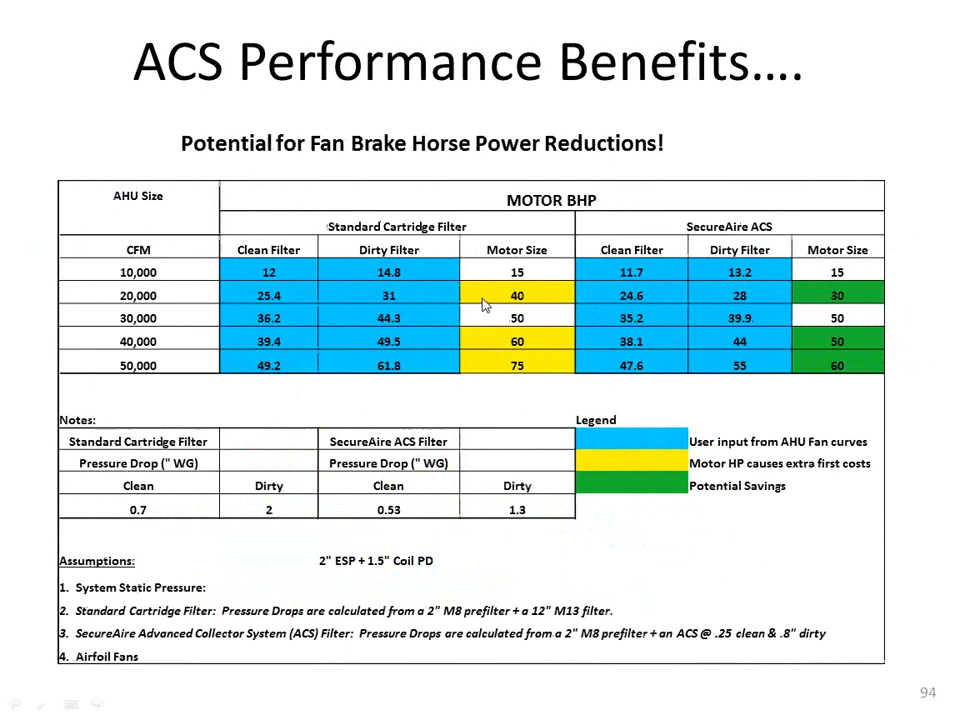 ACS Performance Benefits….
Potential for Fan Brake Horse Power Reductions!
AHU Size MOTOR BHP
Standard Cartridge Filter SecureAire ACS
CFM Clean Filter Dirty Filter Motor Size Clean Filter Dirty Filter Motor Size
10,000 12 14.8 15 11.7 13.2 15
20,000 25.4 31 40 24.6 28 30
30,000 36.2 44.3 50 35.2 39.9 50
40,000 39.4 49.5 60 38.1 44 50
50,000 49.2 61.8 75 47.6 55 60
Notes: Legend
Standard Cartridge Filter SecureAire ACS Filter User input from AHU Fan curves
Pressure Drop (" WG) Pressure Drop (" WG) Motor HP causes extra first costs
Clean Dirty Clean Dirty Potential Savings
0.7 2 0.53 1.3
Assumptions: 2" ESP + 1.5" Coil PD
1. System Static Pressure:
2. Standard Cartridge Filter: Pressure Drops are calculated from a 2" M8 prefilter + a 12" M13 filter.
3. SecureAire Advanced Collector System (ACS) Filter: Pressure Drops are calculated from a 2" M8 prefilter + an ACS @ .25 clean & .8" dirty
4. Airfoil Fans
94